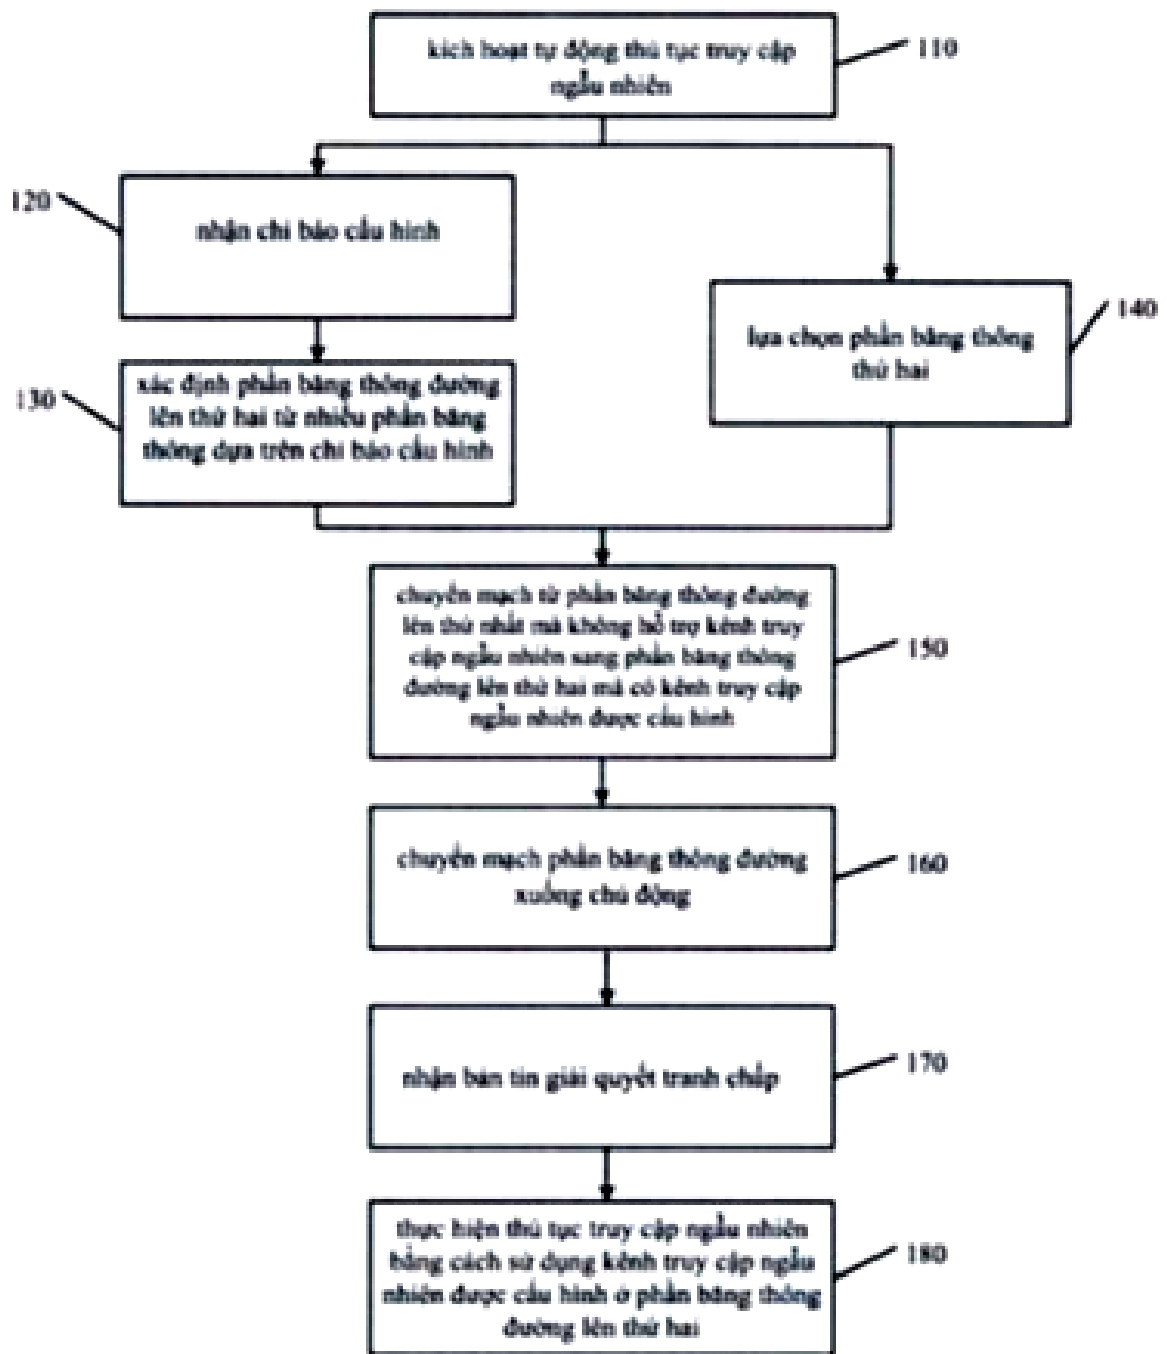 kích hoạt tự động thủ tục truy cập
ngẫu nhiên
110
120
nhận chỉ báo cấu hình
140
lựa chọn phần băng thông
thứ hai
130
xác định phần băng thông đường
lên thứ hai từ nhiều phần băng
thông dựa trên chỉ báo cấu hình
chuyển mạch từ phần băng thông đường
lên thứ nhất mà không hỗ trợ kênh truy
cập ngẫu nhiên sang phần băng thông
đường lên thứ hai mà có kênh truy cập
ngẫu nhiên được cấu hình
150
chuyển mạch phần băng thông đường
xuống chủ động
160
nhận bản tin giải quyết tranh chấp
170
thực hiện thủ tục truy cập ngẫu nhiên
bằng cách sử dụng kênh truy cập ngẫu
nhiên được cấu hình ở phần băng thông
đường lên thứ hai
180